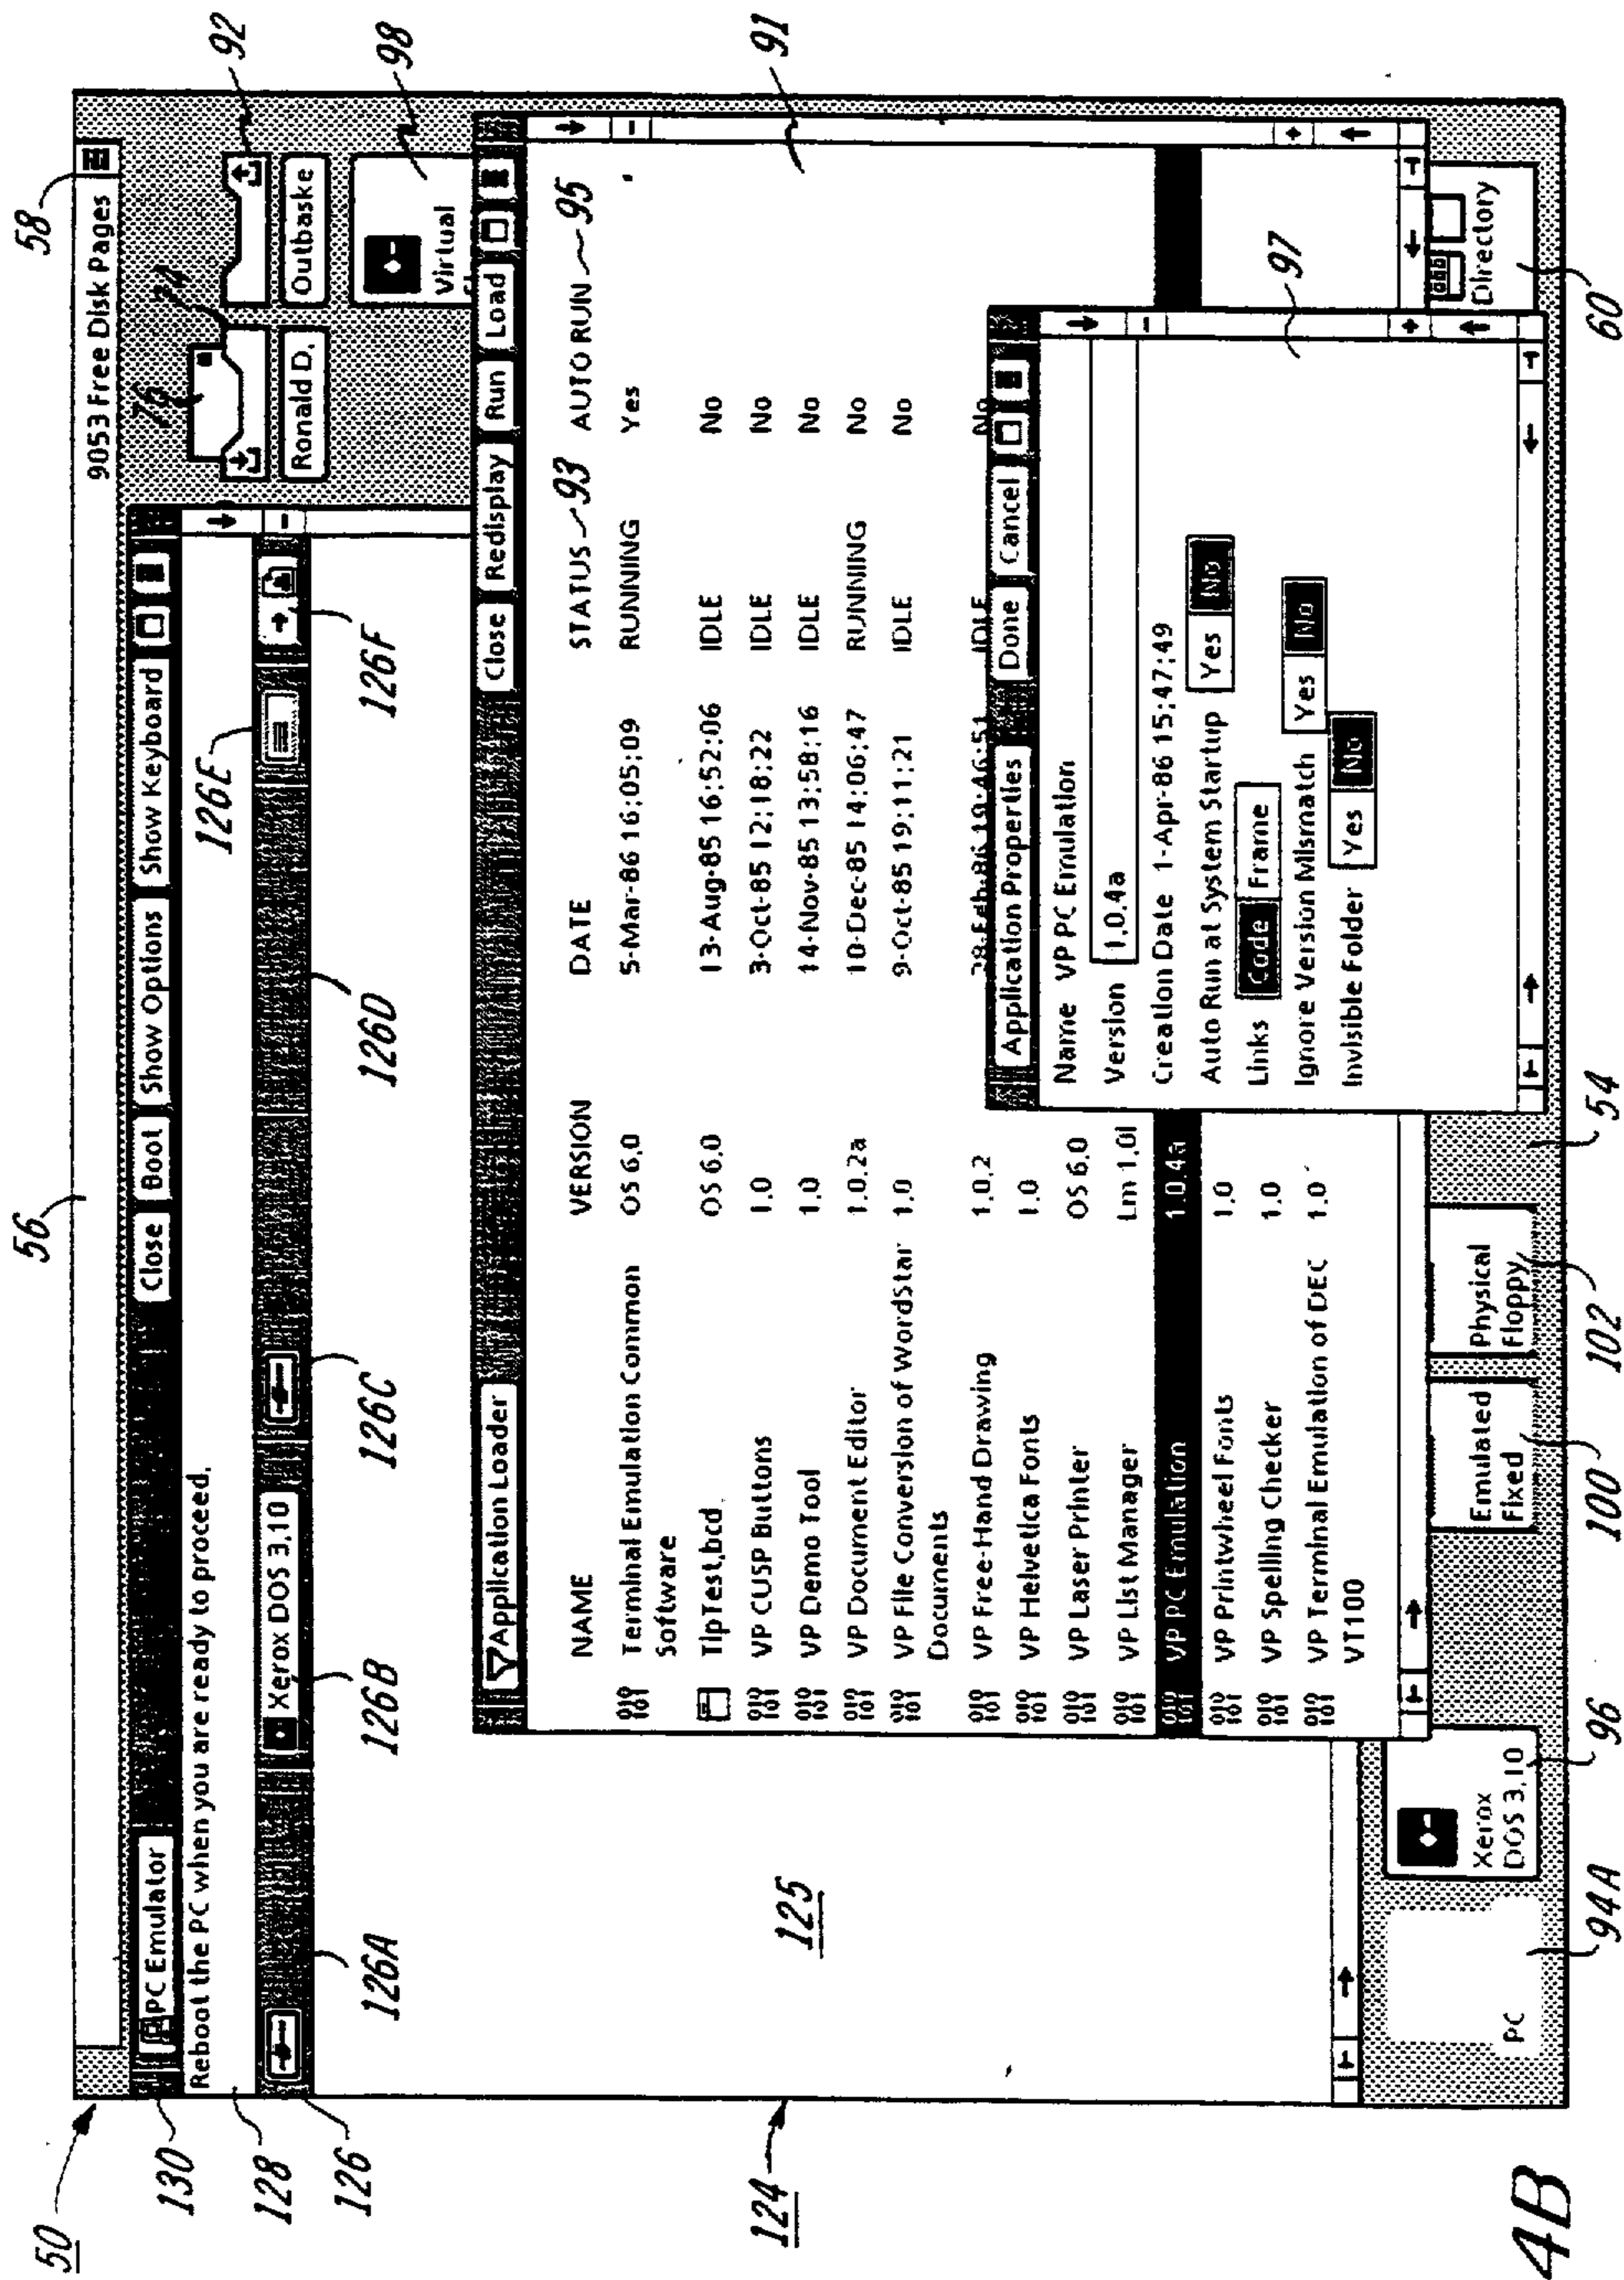 50
56
58
9053 Free Disk Pages
130
PC Emulator
Close
Boot
Show Options
Show Keyboard
128
Reboot the PC when you are ready to proceed.
126
Xerox DOS 3.10
126A
126B
126C
126D
126E
126F
76
74
92
Ronald D.
Outbaske
98
Virtual
Application Loader
Close
Redisplay
Run
Load
NAME VERSION DATE STATUS 93 AUTO RUN 95
Terminal Emulation Common OS 6.0 5-Mar-86 16:05:09 RUNNING Yes
Software
TipTest.bcd OS 6.0 13-Aug-85 16:52:06 IDLE No
VP CUSP Buttons 1.0 3-Oct-85 12:18:22 IDLE No
VP Demo Tool 1.0 14-Nov-85 13:58:16 IDLE No
VP Document Editor 1.0.2a 10-Dec-85 14:06:47 RUNNING No
VP File Conversion of WordStar 1.0 9-Oct-85 19:11:21 IDLE No
Documents
VP Free-Hand Drawing 1.0.2 28-Feb-86 19:46:51 IDLE No
VP Helvetica Fonts 1.0
VP Laser Printer OS 6.0
VP List Manager Lm 1.0l
VP PC Emulation 1.0.4a
VP Printwheel Fonts 1.0
VP Spelling Checker 1.0
VP Terminal Emulation of DEC 1.0
VT100
91
Application Properties
Done
Cancel
Name VP PC Emulation
Version 1.0.4a
Creation Date 1-Apr-86 15:47:49
Auto Run at System Startup Yes No
Links Code Frame
Ignore Version Mismatch Yes No
Invisible Folder Yes No
97
124
125
PC
Xerox
DOS 3.10
Emulated
Fixed
Physical
Floppy
Directory
94A
96
100
102
54
60
4B